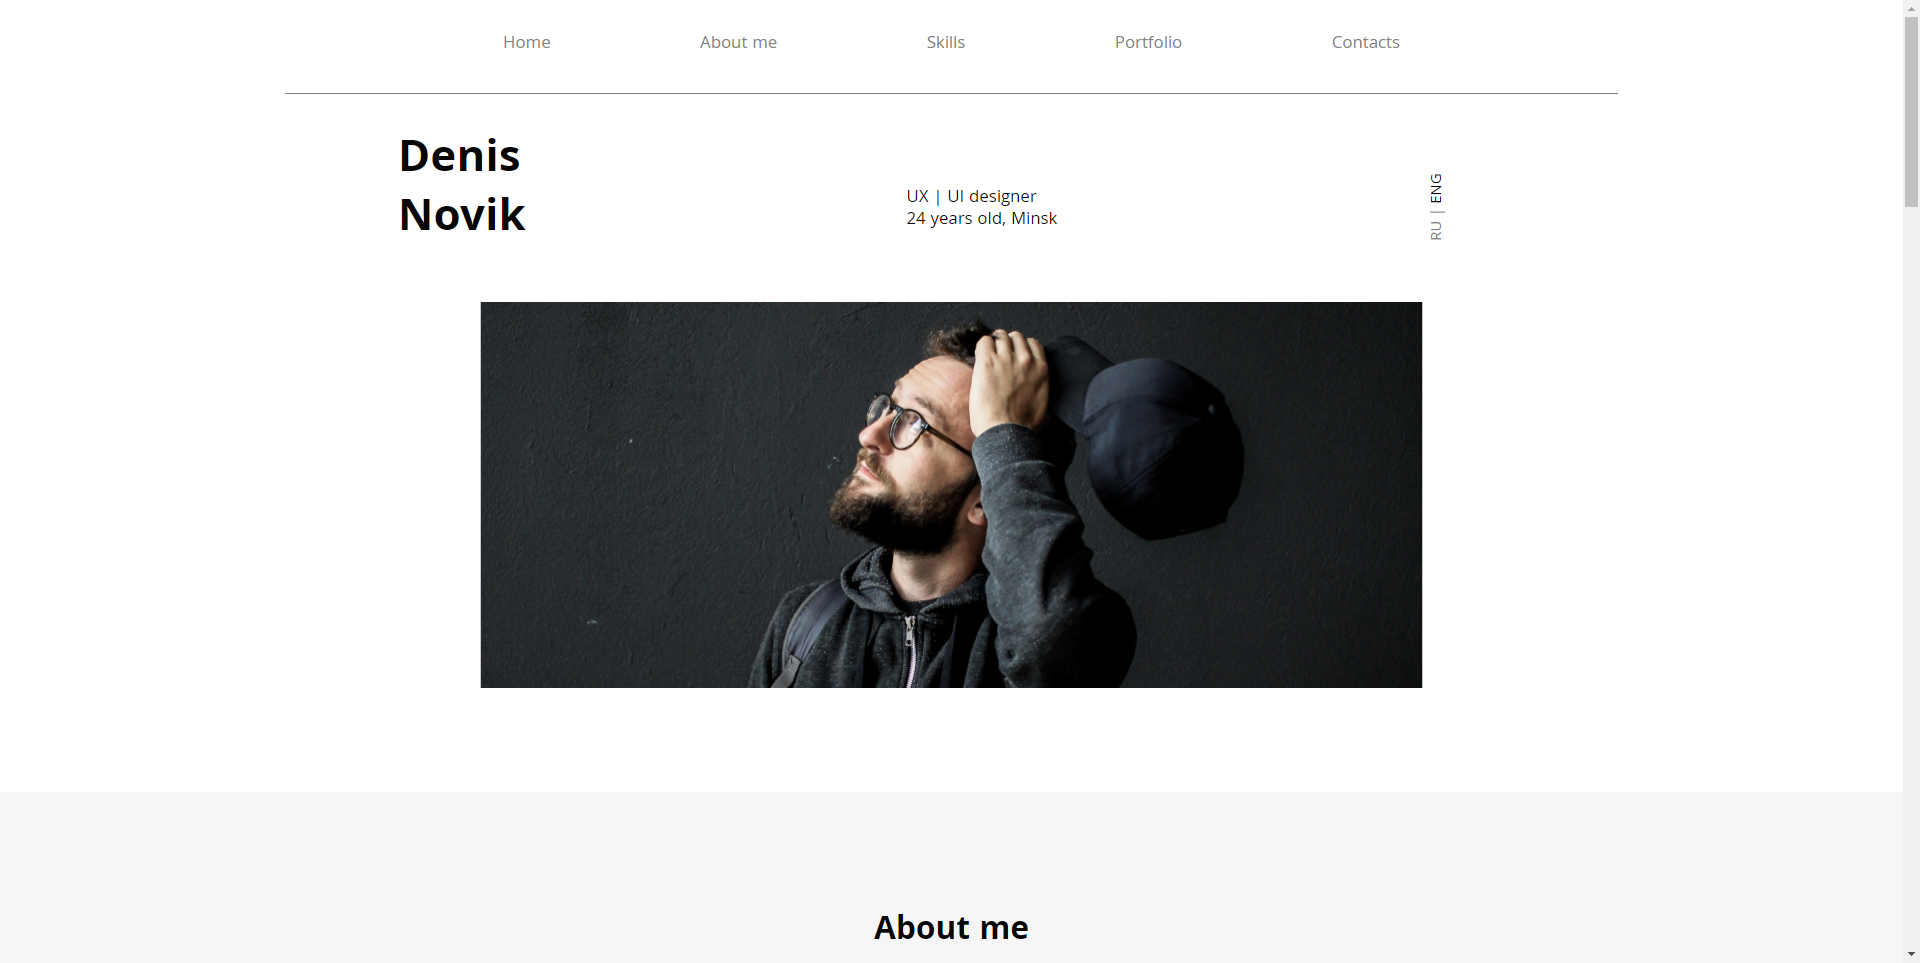 Home About me Skills Portfolio Contacts
Denis
Novik
UX | UI designer
24 years old, Minsk
RU | ENG
About me